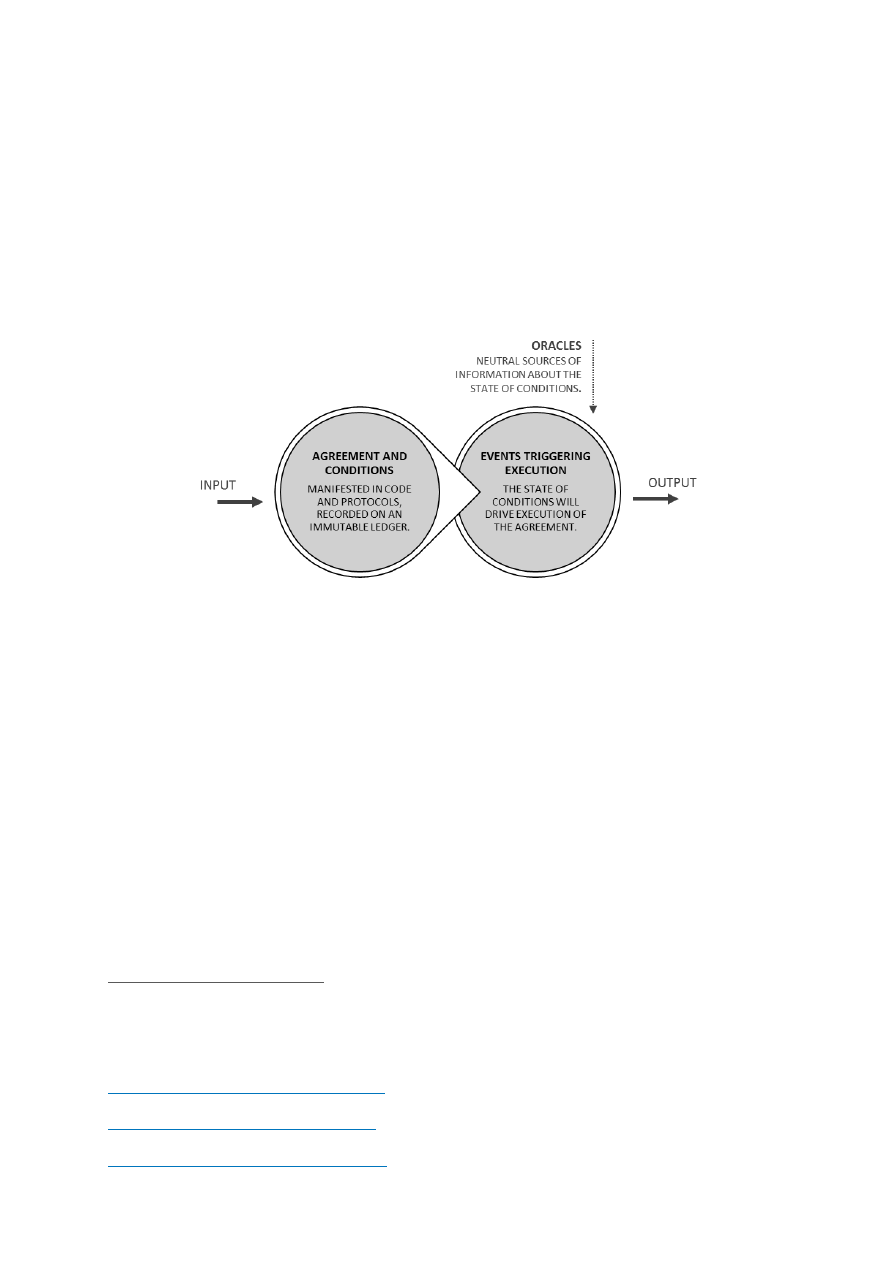 ORACLES
NEUTRAL SOURCES OF
INFORMATION ABOUT THE
STATE OF CONDITIONS.
INPUT
AGREEMENT AND
CONDITIONS
MANIFESTED IN CODE
AND PROTOCOLS,
RECORDED ON AN
IMMUTABLE LEDGER.
EVENTS TRIGGERING
EXECUTION
THE STATE OF
CONDITIONS WILL
DRIVE EXECUTION OF
THE AGREEMENT.
OUTPUT